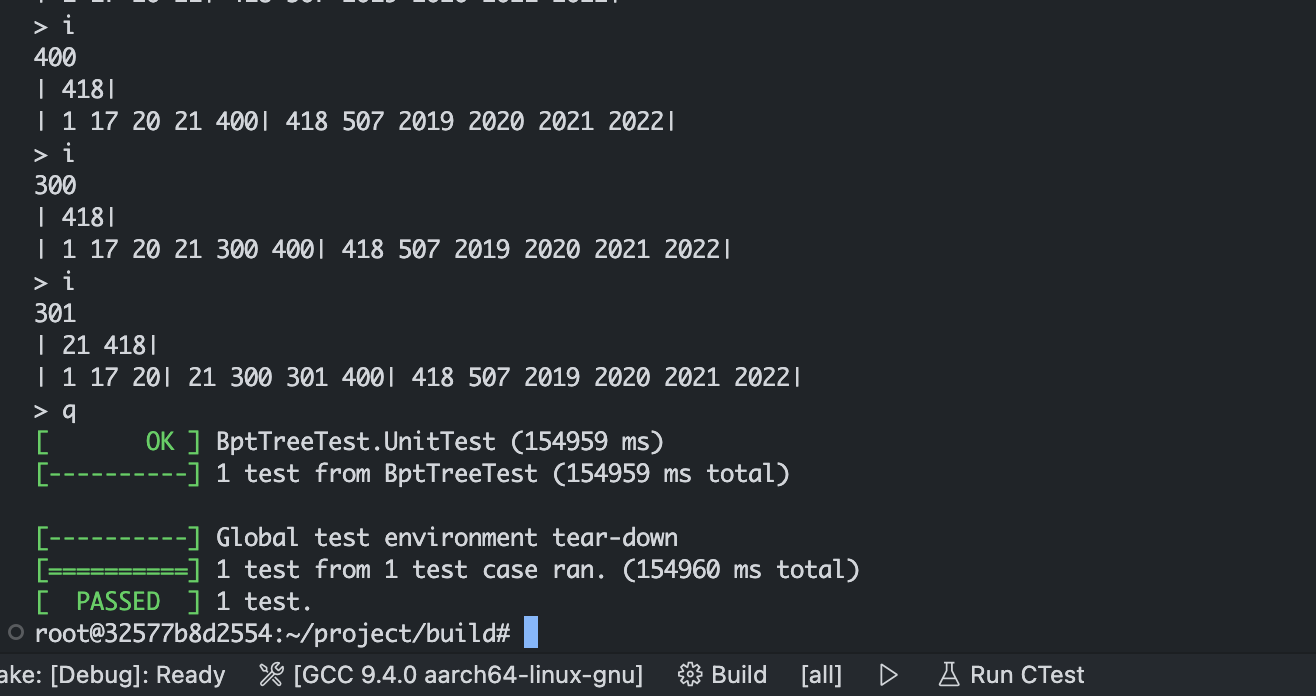 > i
400
| 418|
| 1 17 20 21 400| 418 507 2019 2020 2021 2022|
> i
300
| 418|
| 1 17 20 21 300 400| 418 507 2019 2020 2021 2022|
> i
301
| 21 418|
| 1 17 20| 21 300 301 400| 418 507 2019 2020 2021 2022|
> q
[       OK ] BptTreeTest.UnitTest (154959 ms)
[----------] 1 test from BptTreeTest (154959 ms total)
[----------] Global test environment tear-down
[==========] 1 test from 1 test case ran. (154960 ms total)
[  PASSED  ] 1 test.
root@32577b8d2554:~/project/build#
ake: [Debug]: Ready [GCC 9.4.0 aarch64-linux-gnu] Build [all] Run CTest